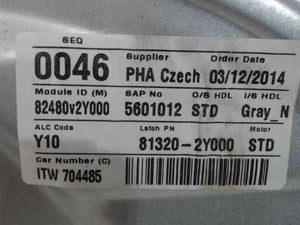 SEQ Supplier Order Date
0046 PHA Czech 03/12/2014
Module ID (M) SAP No O/S HDL I/S HDL
82480v2Y000 5601012 STD Gray_N
ALC Code Latch PN Motor
Y10 81320-2Y000 STD
Car Number (C)
ITW 704485